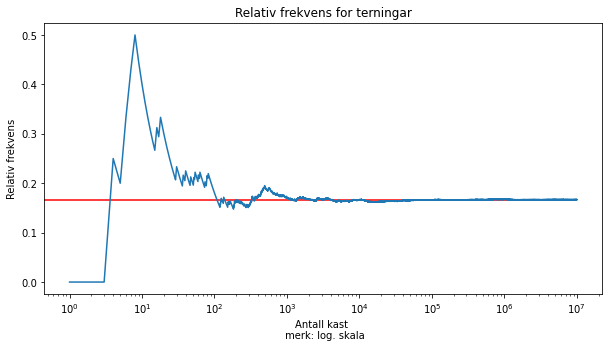 Relativ frekvens for terningar
Relativ frekvens
0.5
0.4
0.3
0.2
0.1
0.0
10⁰ 10¹ 10² 10³ 10⁴ 10⁵ 10⁶ 10⁷
Antall kast
merk: log. skala